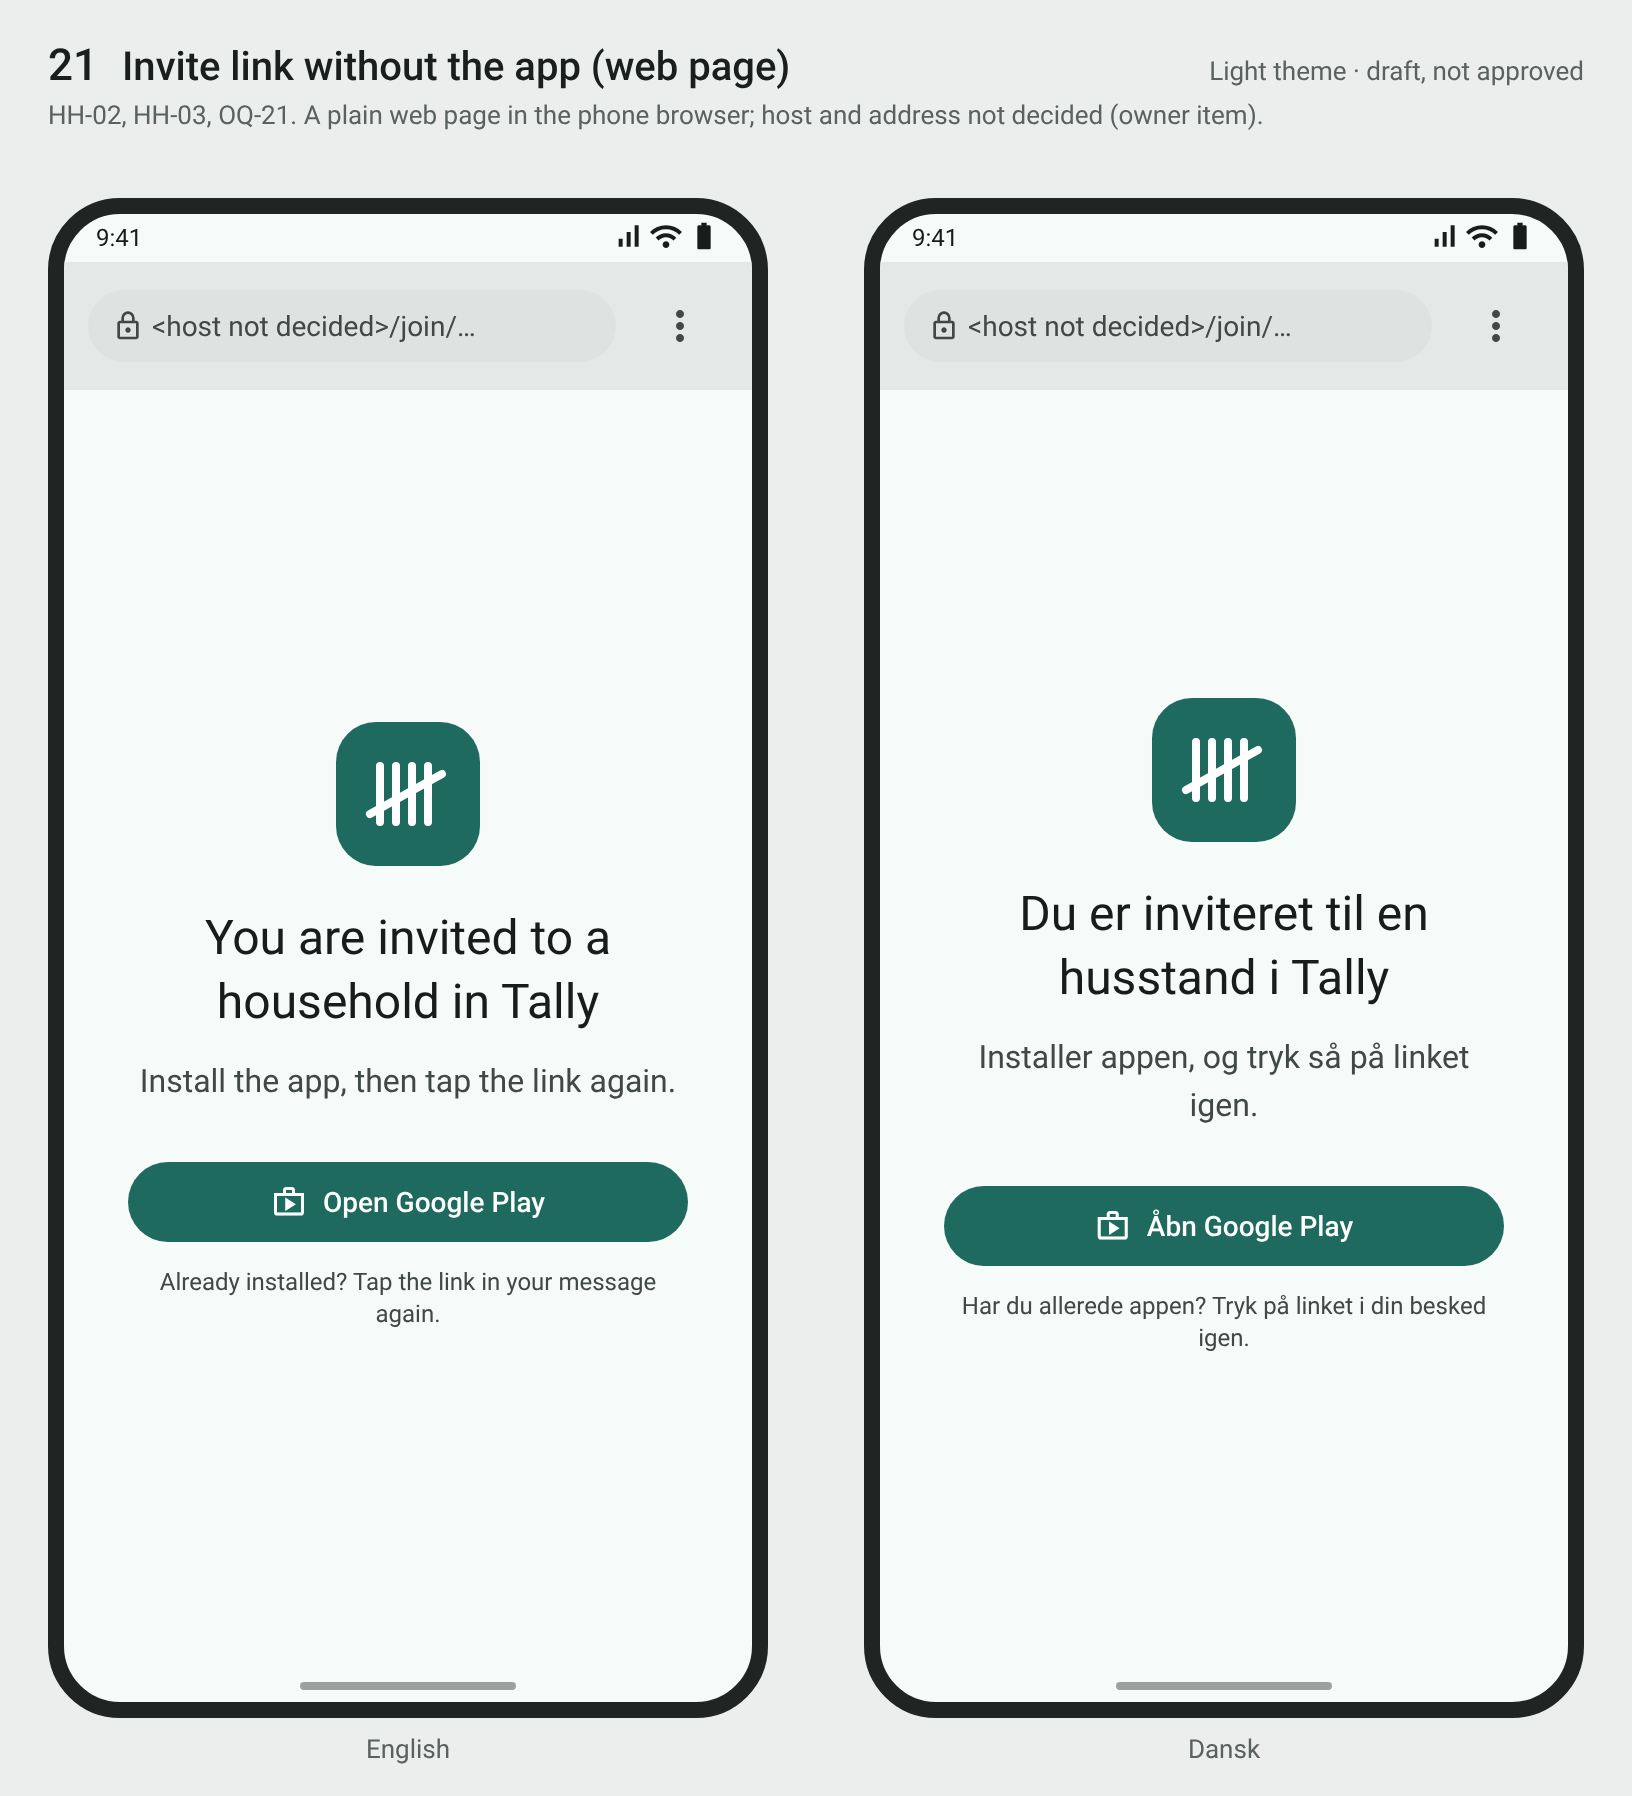 21 Invite link without the app (web page)
Light theme · draft, not approved
HH-02, HH-03, OQ-21. A plain web page in the phone browser; host and address not decided (owner item).
9:41
<host not decided>/join/...
You are invited to a
household in Tally
Install the app, then tap the link again.
Open Google Play
Already installed? Tap the link in your message
again.
English
9:41
<host not decided>/join/...
Du er inviteret til en
husstand i Tally
Installer appen, og tryk så på linket
igen.
Åbn Google Play
Har du allerede appen? Tryk på linket i din besked
igen.
Dansk